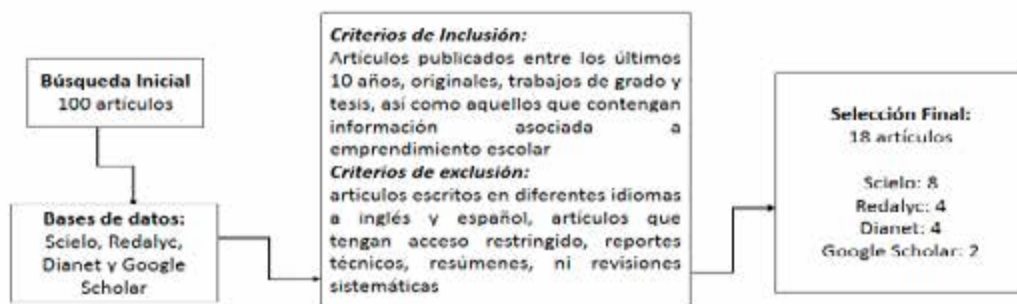 Búsqueda Inicial
100 artículos
Bases de datos:
Scielo, Redalyc,
Dianet y Google
Scholar
Criterios de Inclusión:
Artículos publicados entre los últimos
10 años, originales, trabajos de grado y
tesis, así como aquellos que contengan
información asociada a
emprendimiento escolar
Criterios de exclusión:
articulos escritos en diferentes idiomas
a inglés y español, artículos que
tengan acceso restringido, reportes
técnicos, resúmenes, ni revisiones
sistemáticas
Selección Final:
18 artículos
Scielo: 8
Redalyc: 4
Dianet: 4
Google Scholar: 2